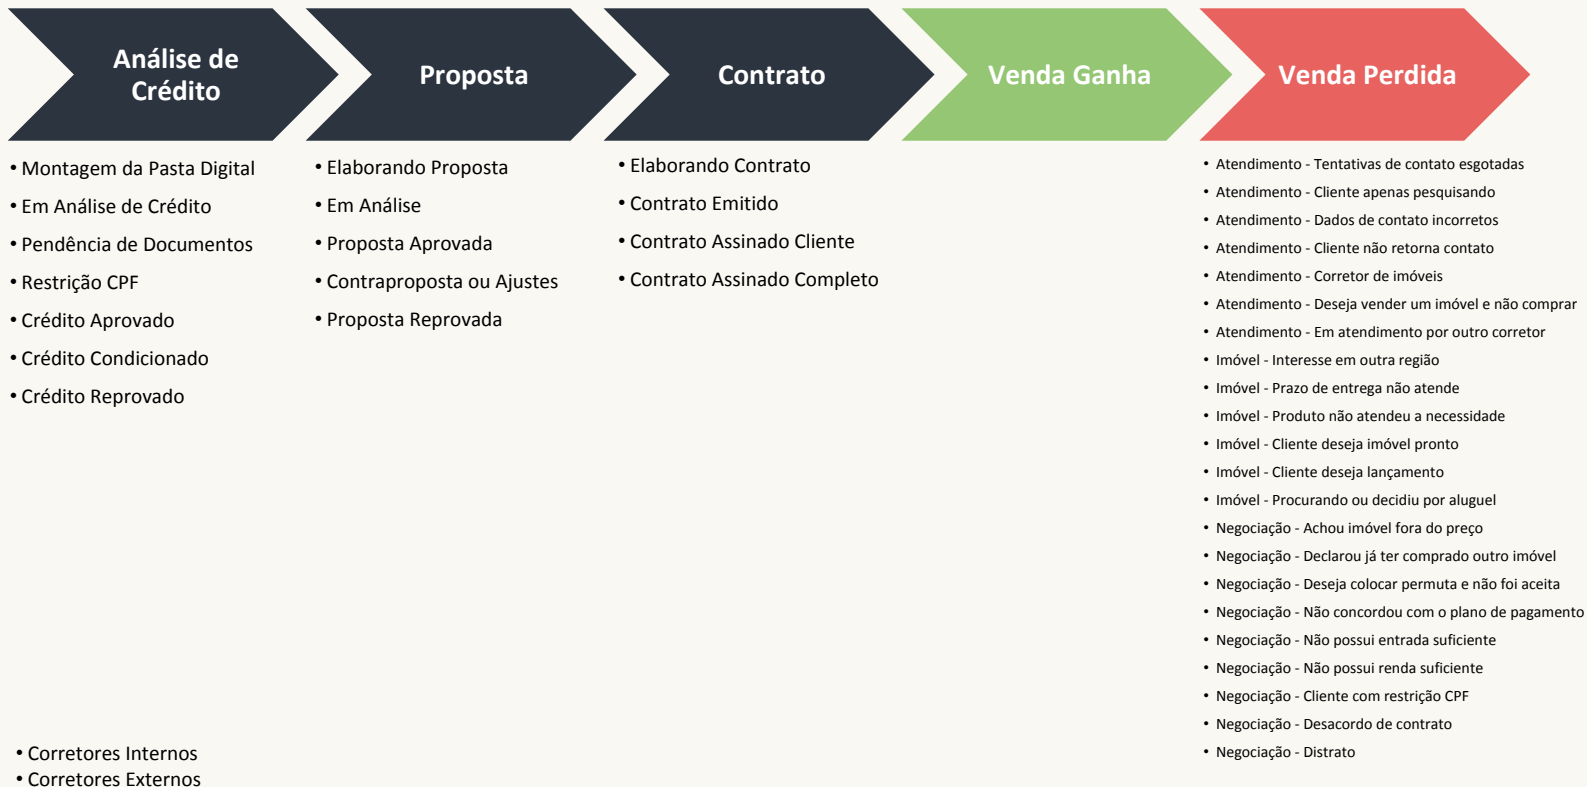 Análise de
Crédito
Proposta
Contrato
Venda Ganha
Venda Perdida
• Montagem da Pasta Digital
• Em Análise de Crédito
• Pendência de Documentos
• Restrição CPF
• Crédito Aprovado
• Crédito Condicionado
• Crédito Reprovado
• Elaborando Proposta
• Em Análise
• Proposta Aprovada
• Contraproposta ou Ajustes
• Proposta Reprovada
• Elaborando Contrato
• Contrato Emitido
• Contrato Assinado Cliente
• Contrato Assinado Completo
• Atendimento - Tentativas de contato esgotadas
• Atendimento - Cliente apenas pesquisando
• Atendimento - Dados de contato incorretos
• Atendimento - Cliente não retorna contato
• Atendimento - Corretor de imóveis
• Atendimento - Deseja vender um imóvel e não comprar
• Atendimento - Em atendimento por outro corretor
• Imóvel - Interesse em outra região
• Imóvel - Prazo de entrega não atende
• Imóvel - Produto não atendeu a necessidade
• Imóvel - Cliente deseja imóvel pronto
• Imóvel - Cliente deseja lançamento
• Imóvel - Procurando ou decidiu por aluguel
• Negociação - Achou imóvel fora do preço
• Negociação - Declarou já ter comprado outro imóvel
• Negociação - Deseja colocar permuta e não foi aceita
• Negociação - Não concordou com o plano de pagamento
• Negociação - Não possui entrada suficiente
• Negociação - Não possui renda suficiente
• Negociação - Cliente com restrição CPF
• Negociação - Desacordo de contrato
• Negociação - Distrato
• Corretores Internos
• Corretores Externos